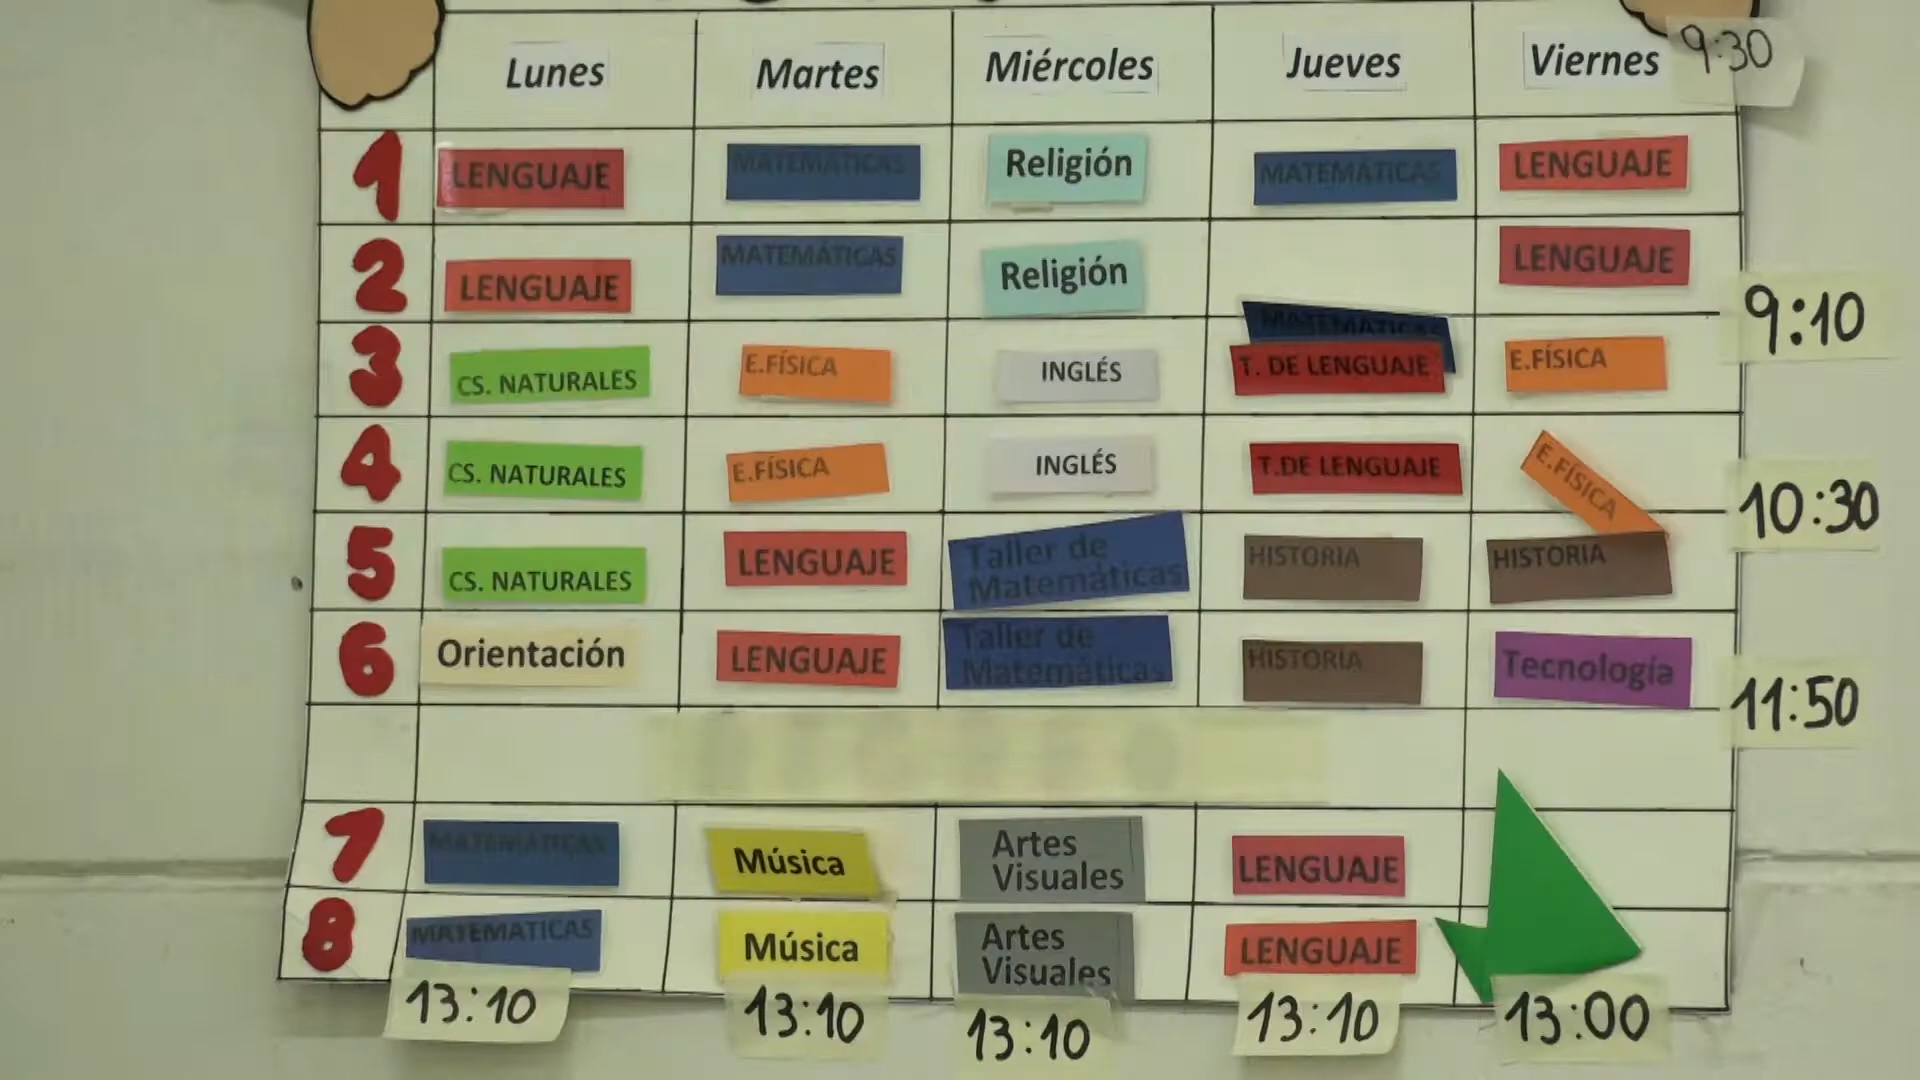 Lunes Martes Miércoles Jueves Viernes 9:30
1 LENGUAJE MATEMÁTICAS Religión MATEMÁTICAS LENGUAJE
2 LENGUAJE MATEMÁTICAS Religión MATEMÁTICAS LENGUAJE
9:10
3 CS. NATURALES E.FÍSICA INGLÉS T. DE LENGUAJE E.FÍSICA
4 CS. NATURALES E.FÍSICA INGLÉS T.DE LENGUAJE E.FÍSICA
10:30
5 CS. NATURALES LENGUAJE Taller de Matemáticas HISTORIA HISTORIA
6 Orientación LENGUAJE Taller de Matemáticas HISTORIA Tecnología
11:50
7 MATEMÁTICAS Música Artes Visuales LENGUAJE
8 MATEMÁTICAS Música Artes Visuales LENGUAJE
13:10 13:10 13:10 13:10 13:00